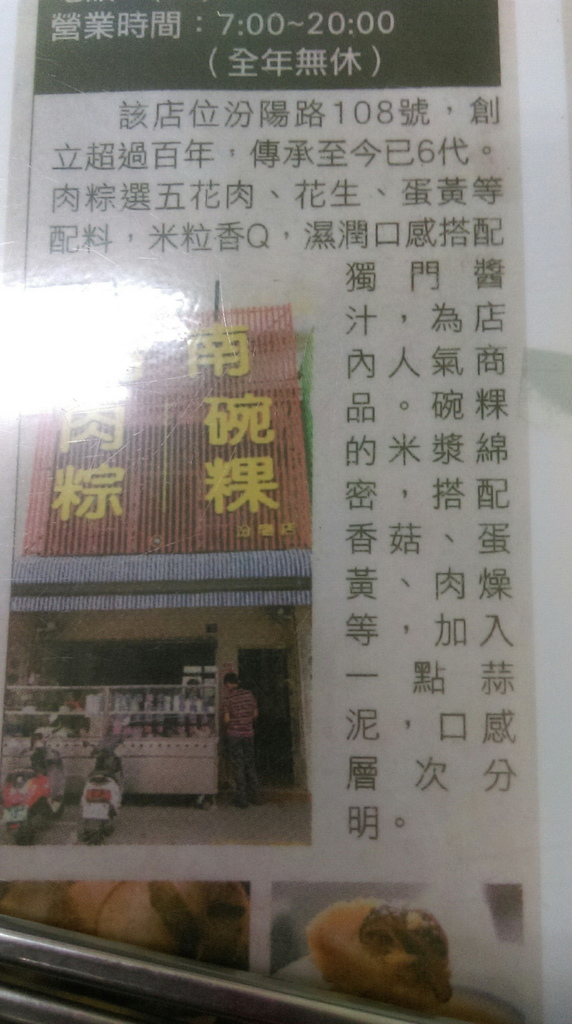 營業時間：7:00~20:00
（全年無休）
該店位汾陽路108號，創
立超過百年，傳承至今已6代。
肉粽選五花肉、花生、蛋黃等
配料，米粒香Q，濕潤口感搭配
獨門醬
汁，為店
內人氣商
品。碗粿
的米漿綿
密，搭配
香菇、蛋
黃、肉燥
等，加入
一點蒜
泥，口感
層次分
明。
南碗粿
肉粽